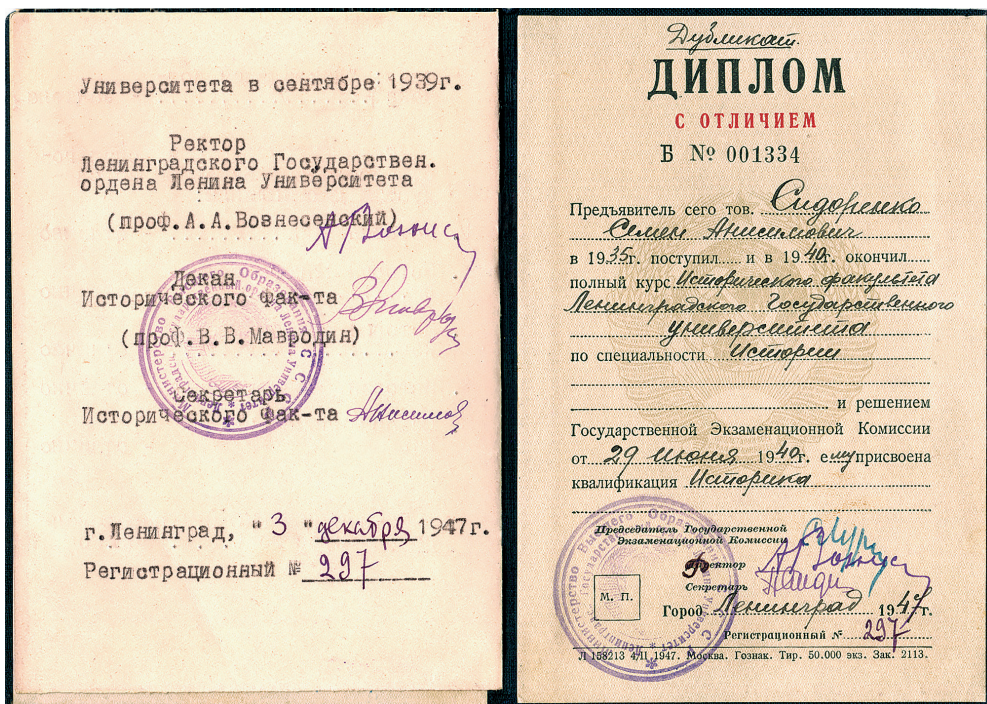 Университета в сентябре 1939г.
Ректор
Ленинградского Государствен.
ордена Ленина Университета
(проф.А.А.Вознесенский)
Декан
Исторического Фак-та
(проф.В.В.Мавродин)
Секретарь
Исторического Фак-та
г.Ленинград, "3" декабря 1947г.
Регистрационный № 297
Дубликат.
ДИПЛОМ
С ОТЛИЧИЕМ
Б № 001334
Предъявитель сего тов. Сидоренко
Семен Анисимович
в 1935г. поступил и в 1940г. окончил
полный курс Исторического факультета
Ленинградского Государственного
университета
по специальности Истории
и решением
Государственной Экзаменационной Комиссии
от 29 июня 1940г. ему присвоена
квалификация Историка
Председатель Государственной
Экзаменационной Комиссии
Директор
Секретарь
М. П.
Город Ленинград 1947г.
Регистрационный № 297
Л 158213 4/II 1947. Москва. Гознак. Тир. 50.000 экз. Зак. 2113.